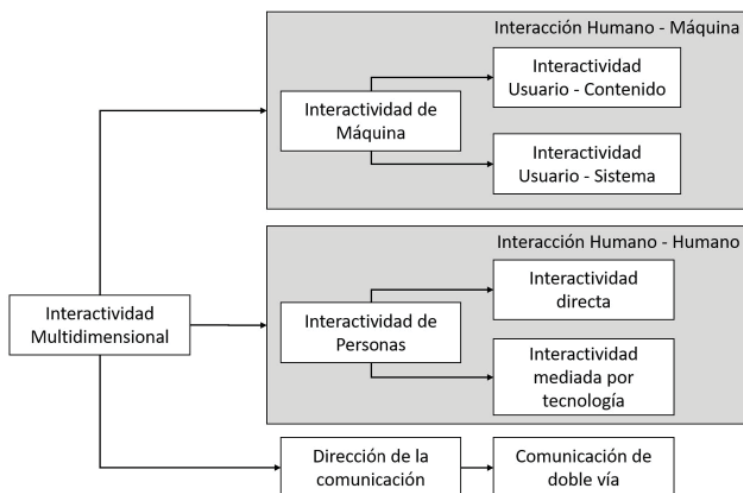 Interacción Humano - Máquina
Interactividad de
Máquina
Interactividad
Usuario - Contenido
Interactividad
Usuario - Sistema
Interacción Humano - Humano
Interactividad
Multidimensional
Interactividad de
Personas
Interactividad
directa
Interactividad
mediada por
tecnología
Dirección de la
comunicación
Comunicación de
doble vía